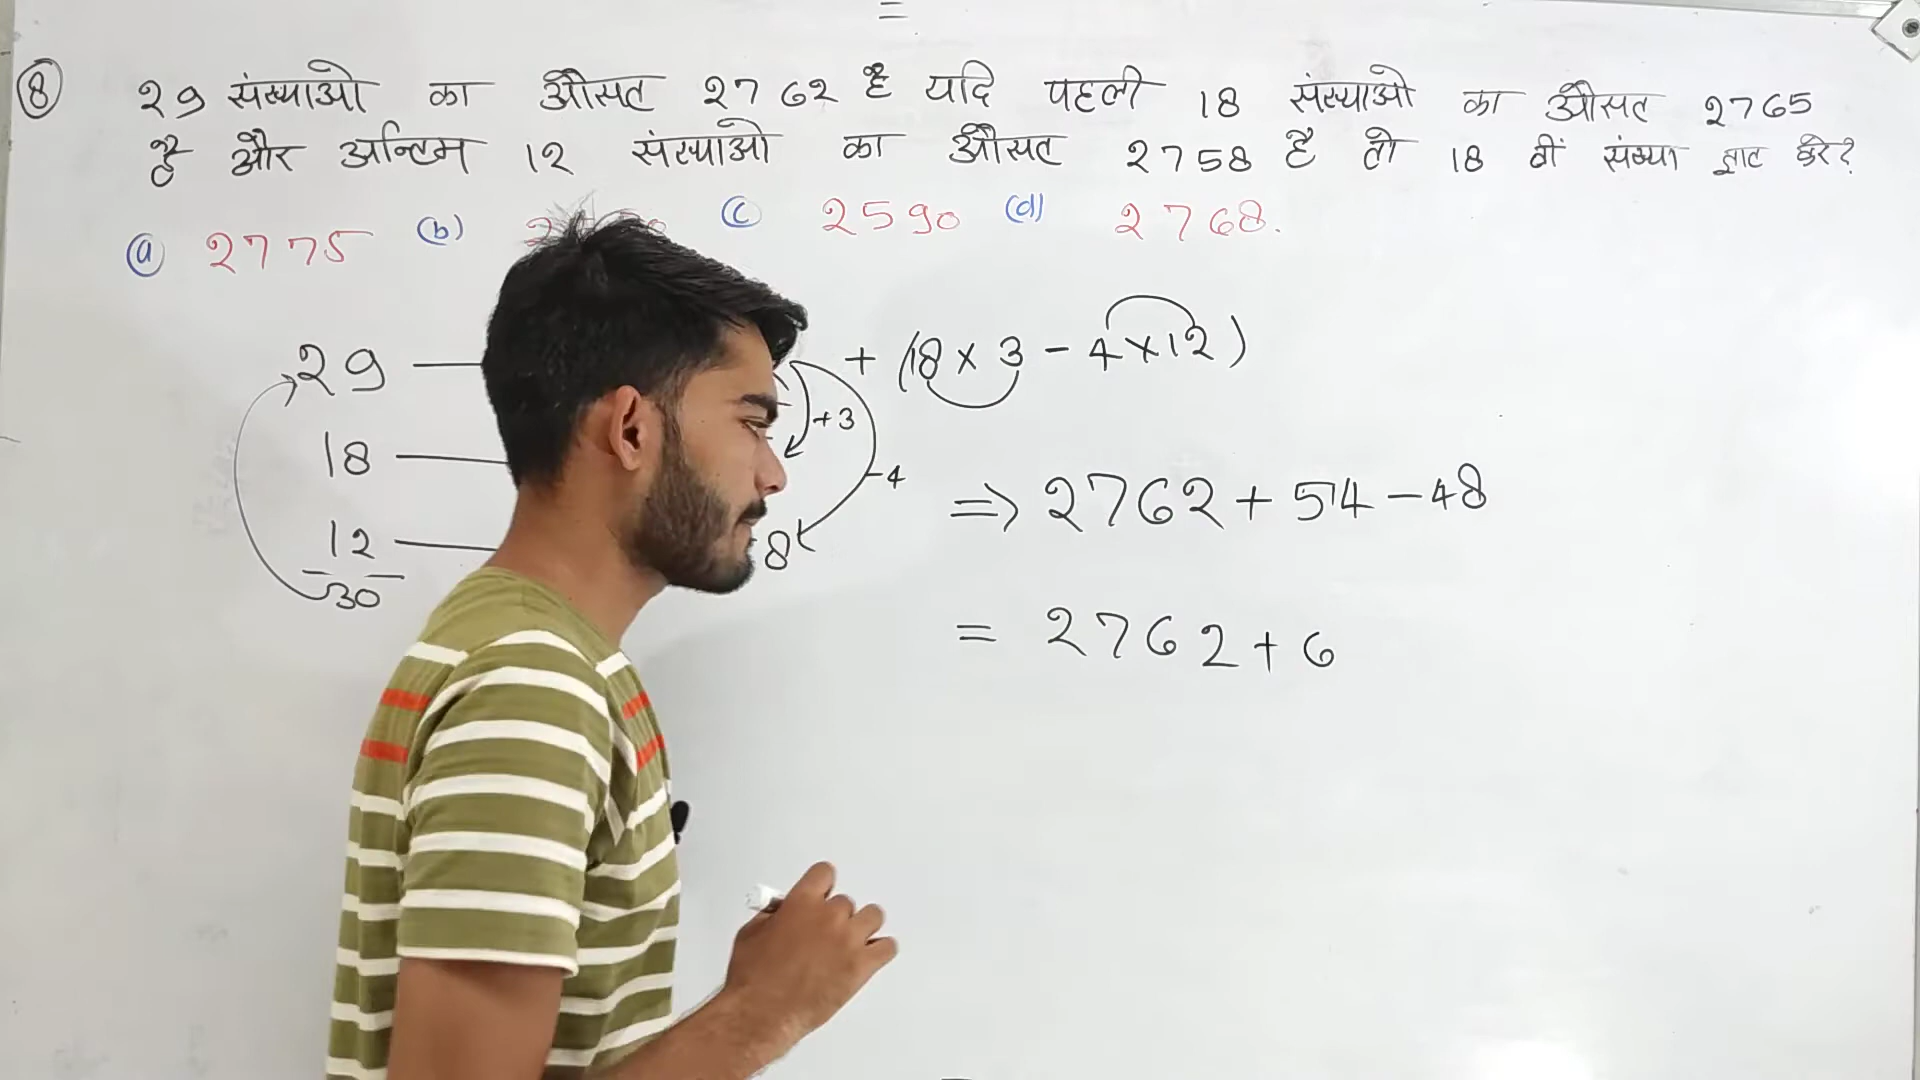 8 29 संख्याओ का औसत 2762 है यदि पहली 18 संख्याओ का औसत 2765
है और अन्तिम 12 संख्याओ का औसत 2758 है तो 18 वीं संख्या ज्ञात करे?
(a) 2775 (b) (c) 2590 (d) 2768.
29 — + (18 × 3 - 4 × 12)
+3
18 —
-4
⇒ 2762 + 54 - 48
12 — 8
30
= 2762 + 6